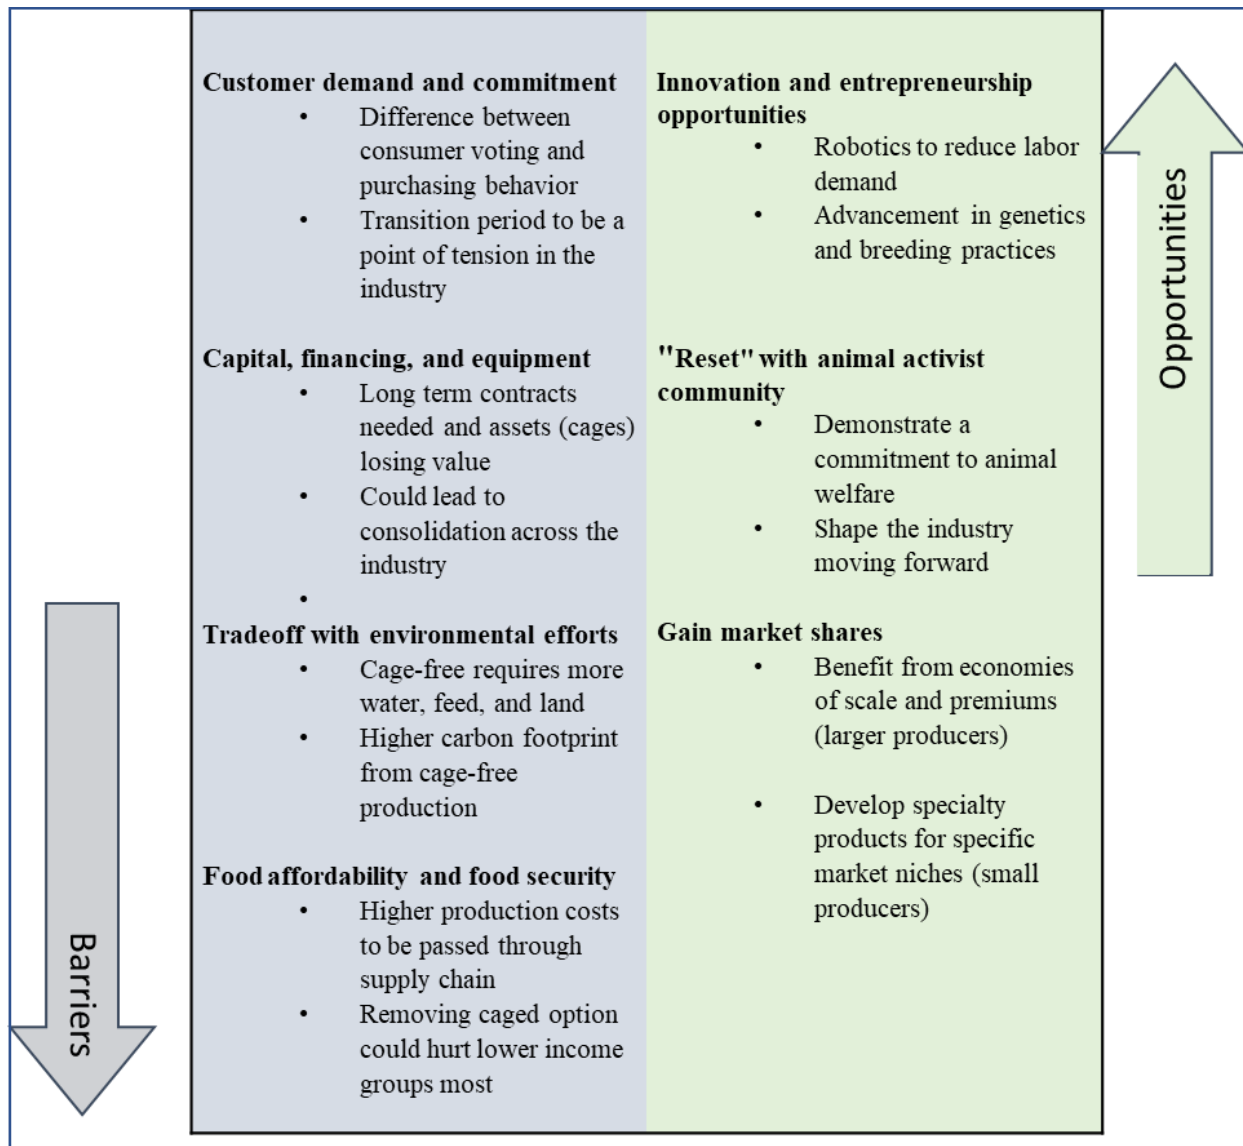 Customer demand and commitment
• Difference between
consumer voting and
purchasing behavior
• Transition period to be a
point of tension in the
industry
Capital, financing, and equipment
• Long term contracts
needed and assets (cages)
losing value
• Could lead to
consolidation across the
industry
•
Tradeoff with environmental efforts
• Cage-free requires more
water, feed, and land
• Higher carbon footprint
from cage-free
production
Food affordability and food security
• Higher production costs
to be passed through
supply chain
• Removing caged option
could hurt lower income
groups most
Innovation and entrepreneurship
opportunities
• Robotics to reduce labor
demand
• Advancement in genetics
and breeding practices
"Reset" with animal activist
community
• Demonstrate a
commitment to animal
welfare
• Shape the industry
moving forward
Gain market shares
• Benefit from economies
of scale and premiums
(larger producers)
• Develop specialty
products for specific
market niches (small
producers)
Barriers
Opportunities